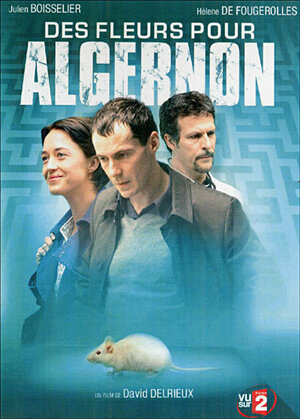 Julien BOISSELIER
Hélène DE FOUGEROLLES
DES FLEURS POUR
ALGERNON
UN FILM DE David DELRIEUX
VU
SUR
2